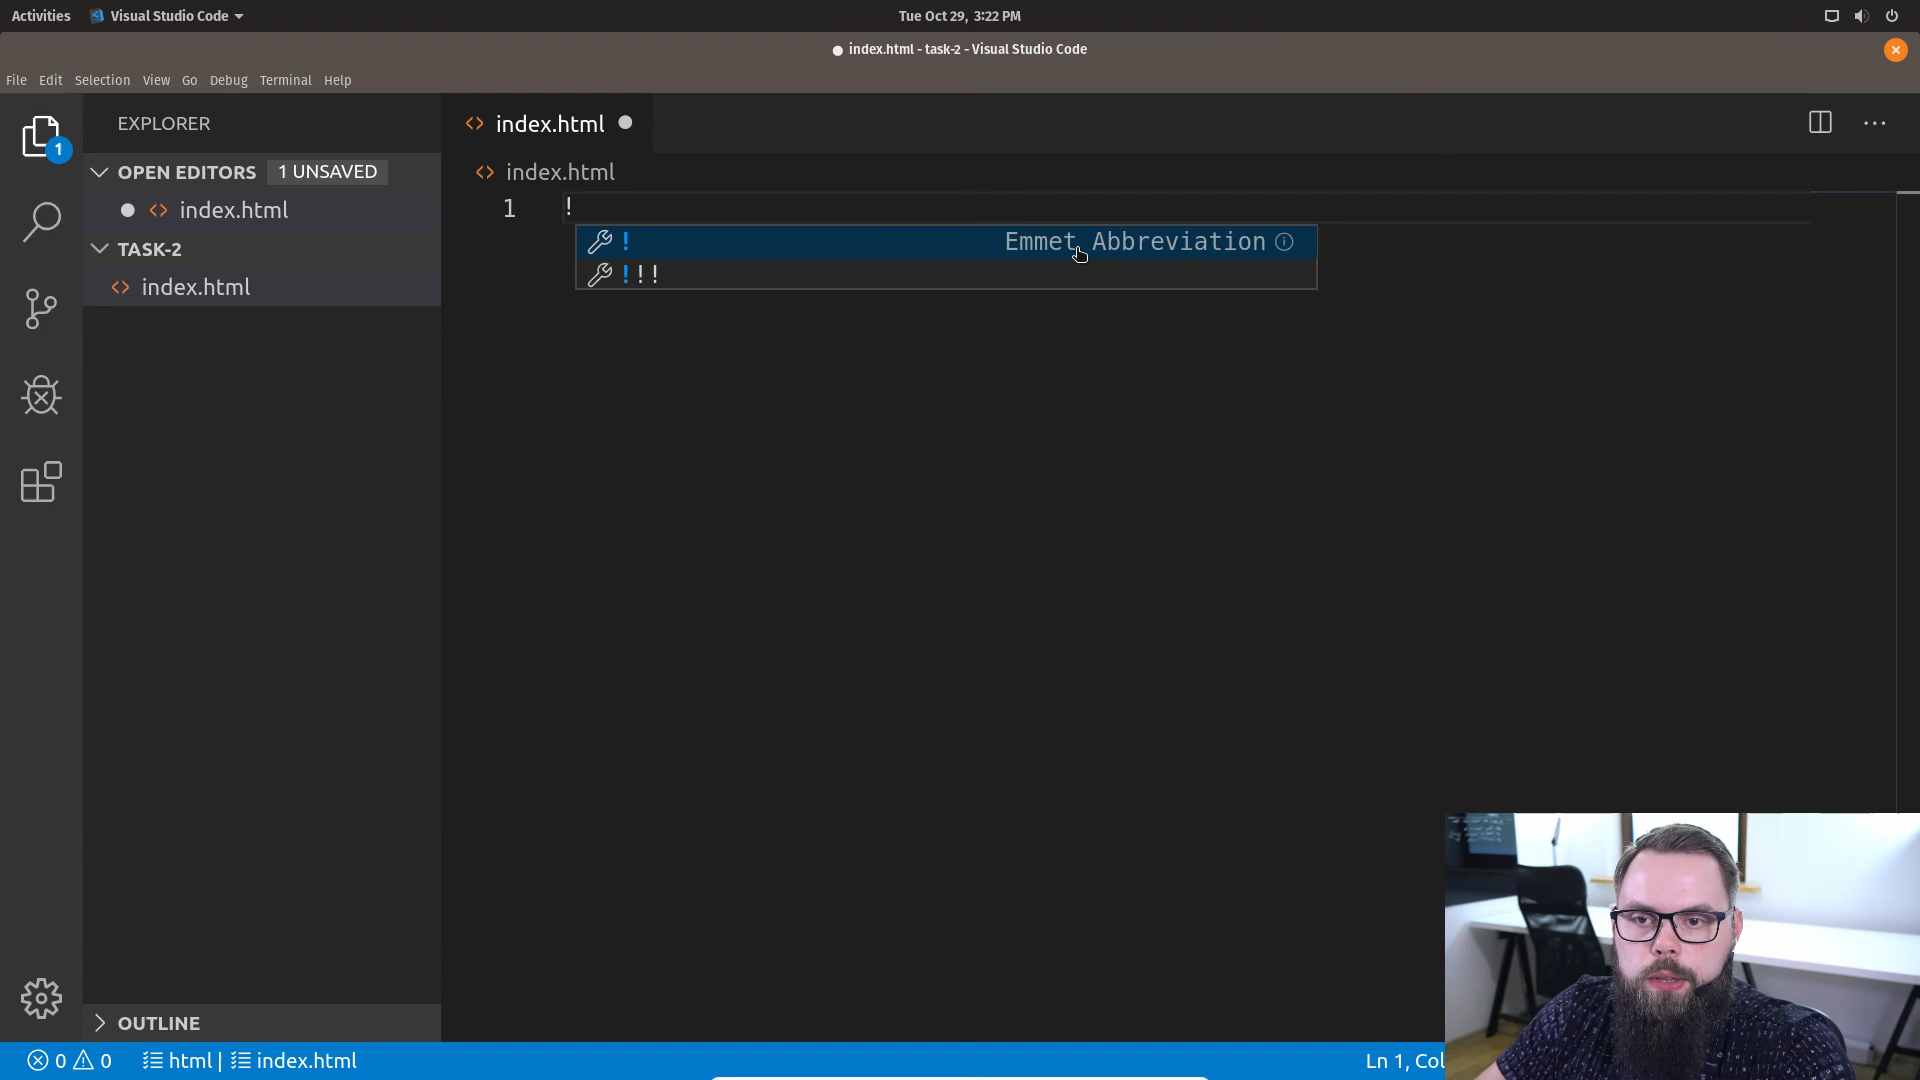 Activities Visual Studio Code Tue Oct 29, 3:22 PM
index.html - task-2 - Visual Studio Code
File Edit Selection View Go Debug Terminal Help
EXPLORER
index.html
1
OPEN EDITORS 1 UNSAVED
index.html
index.html
1 !
TASK-2
! Emmet Abbreviation
!!!
index.html
OUTLINE
0 0 html | index.html Ln 1, Col